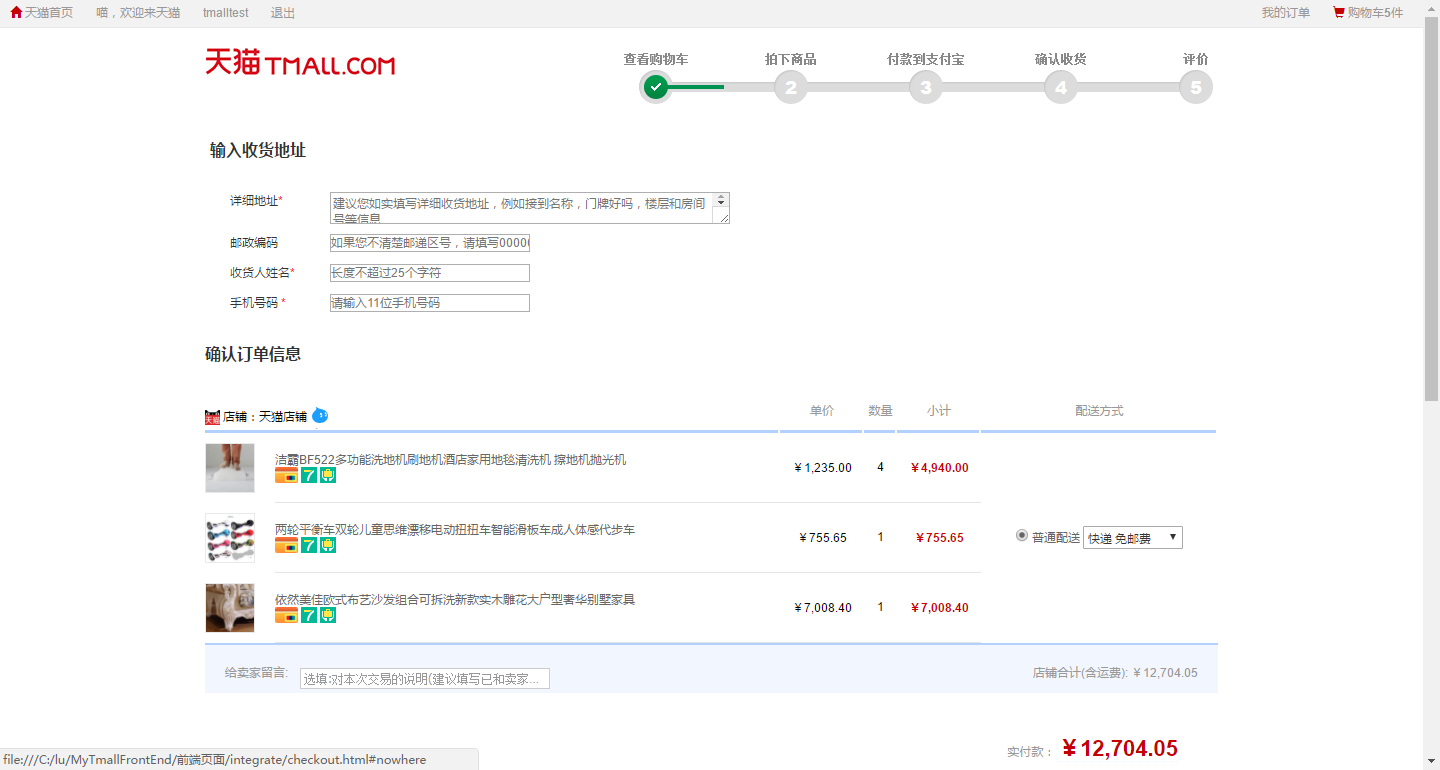 天猫首页 喵，欢迎来天猫 tmalltest 退出 我的订单 购物车5件
天猫 TMALL.COM
查看购物车 拍下商品 付款到支付宝 确认收货 评价
2 3 4 5
输入收货地址
详细地址* 建议您如实填写详细收货地址，例如接到名称，门牌好吗，楼层和房间
号等信息
邮政编码 如果您不清楚邮递区号，请填写00000
收货人姓名* 长度不超过25个字符
手机号码 * 请输入11位手机号码
确认订单信息
天猫 店铺：天猫店铺 单价 数量 小计 配送方式
洁霸BF522多功能洗地机刷地机酒店家用地毯清洗机 擦地机抛光机
7
￥1,235.00 4 ￥4,940.00
两轮平衡车双轮儿童思维漂移电动扭扭车智能滑板车成人体感代步车
7
￥755.65 1 ￥755.65 普通配送 快递 免邮费
依然美佳欧式布艺沙发组合可拆洗新款实木雕花大户型奢华别墅家具
7
￥7,008.40 1 ￥7,008.40
给卖家留言: 选填:对本次交易的说明(建议填写已和卖家... 店铺合计(含运费): ￥12,704.05
实付款： ￥12,704.05
file:///C:/lu/MyTmallFrontEnd/前端页面/integrate/checkout.html#nowhere